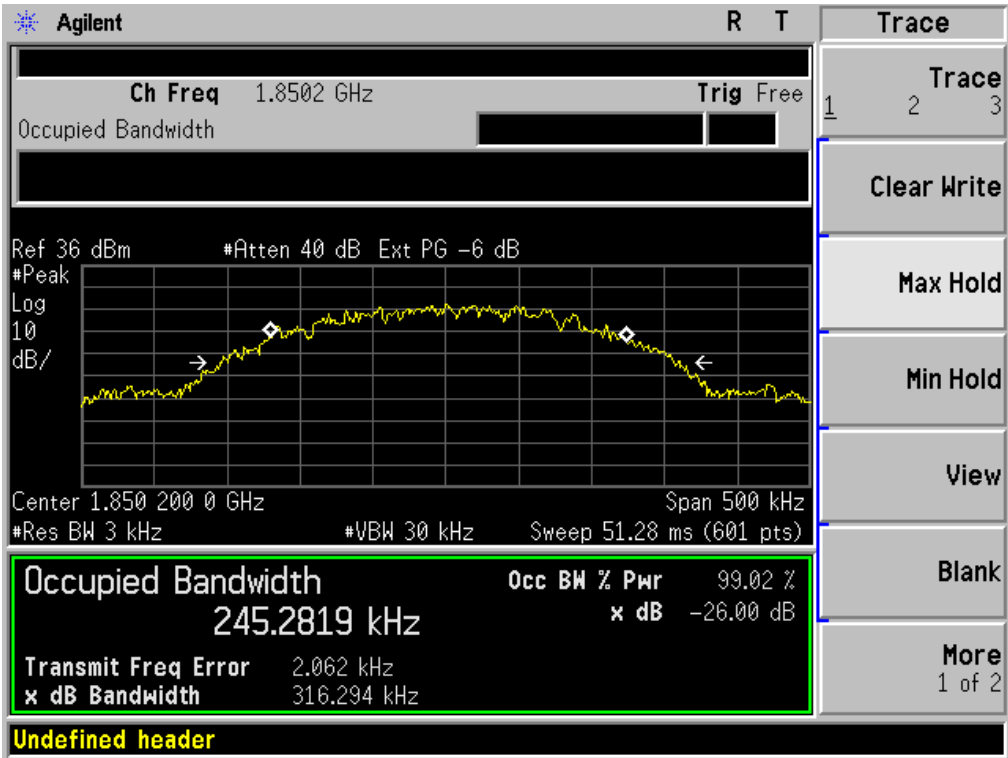 Agilent R T Trace
Ch Freq 1.8502 GHz Trig Free
Occupied Bandwidth
Trace
1 2 3
Clear Write
Max Hold
Min Hold
View
Blank
More
1 of 2
Ref 36 dBm #Atten 40 dB Ext PG -6 dB
#Peak
Log
10
dB/
Center 1.850 200 0 GHz Span 500 kHz
#Res BW 3 kHz #VBW 30 kHz Sweep 51.28 ms (601 pts)
Occupied Bandwidth Occ BW % Pwr 99.02 %
245.2819 kHz x dB -26.00 dB
Transmit Freq Error 2.062 kHz
x dB Bandwidth 316.294 kHz
Undefined header